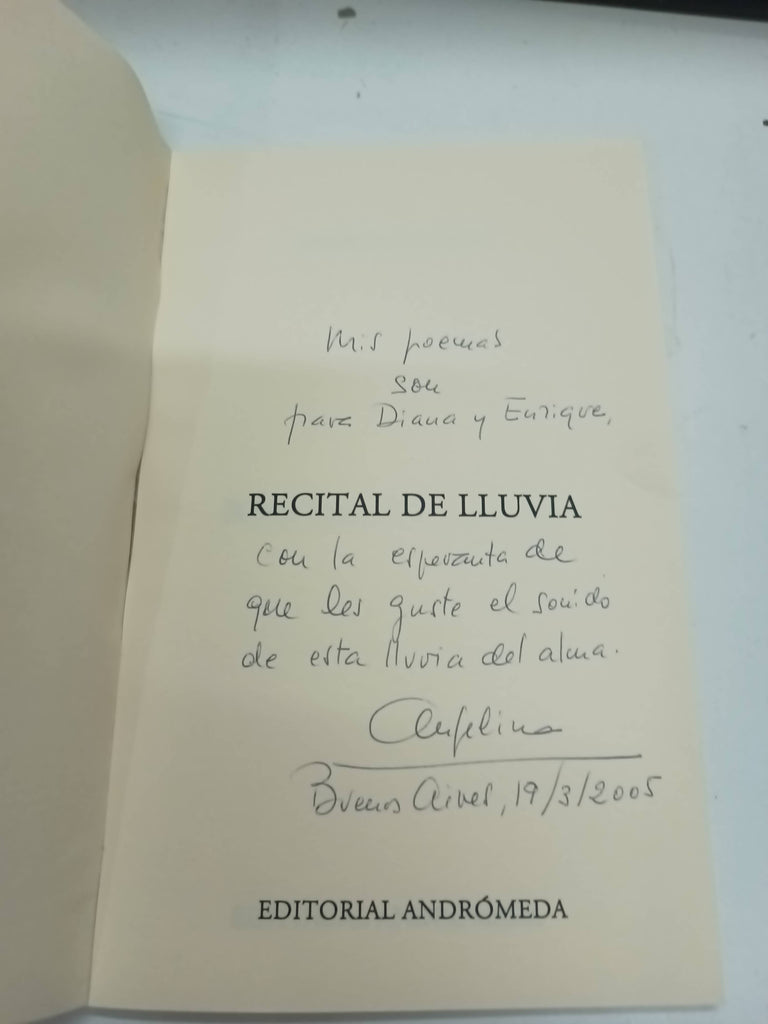 Mis poemas
son
para Diana y Enrique,
RECITAL DE LLUVIA
con la esperanza de
que les guste el sonido
de esta lluvia del alma.
Angelina
Buenos Aires, 19/3/2005
EDITORIAL ANDRÓMEDA